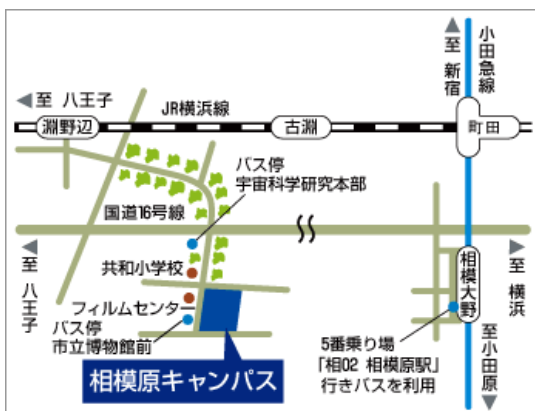 至 新宿
小田急線
至 八王子
JR横浜線
淵野辺
古淵
町田
バス停
宇宙科学研究本部
国道16号線
至 八王子
共和小学校
相模大野
至 横浜
フィルムセンター
バス停
市立博物館前
相模原キャンパス
5番乗り場
「相02 相模原駅」
行きバスを利用
至小田原